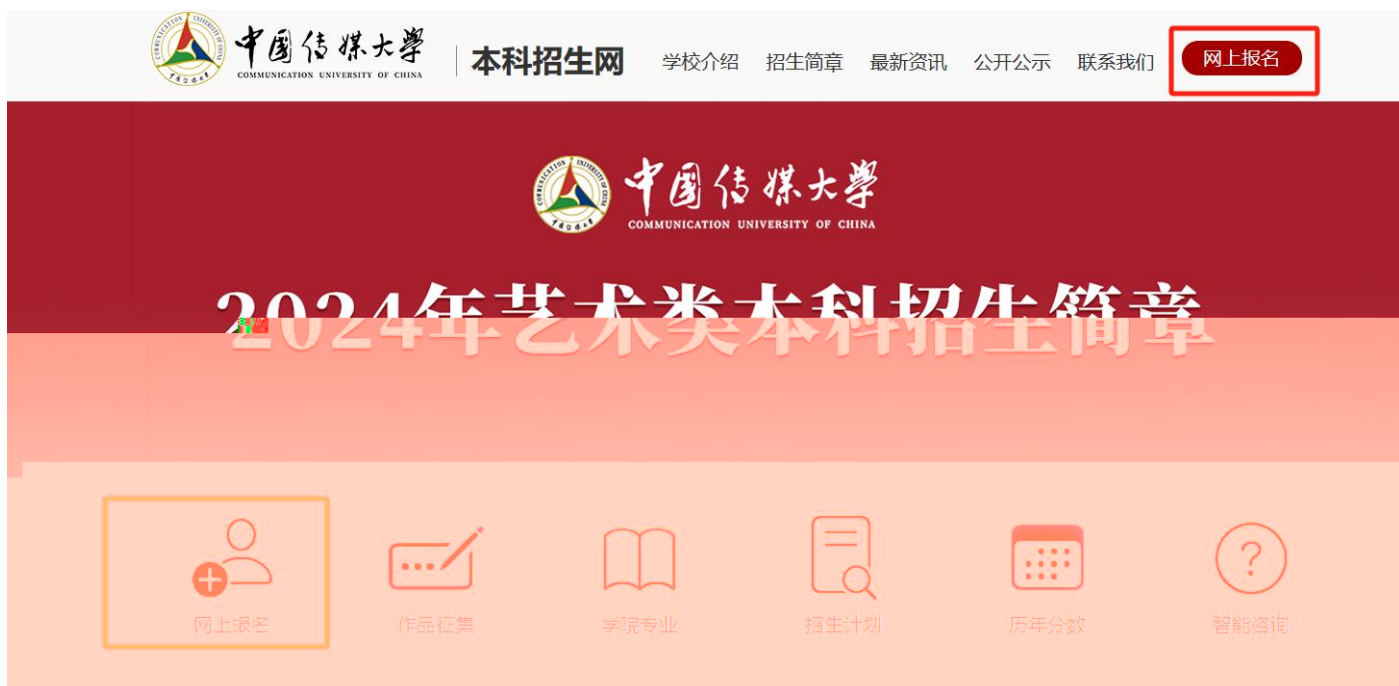 中国传媒大学
COMMUNICATION UNIVERSITY OF CHINA
本科招生网 学校介绍 招生简章 最新资讯 公开公示 联系我们 网上报名
中国传媒大学
COMMUNICATION UNIVERSITY OF CHINA
2024年艺术类本科招生简章
网上报名 作品征集 学院专业 招生计划 历年分数 智能咨询